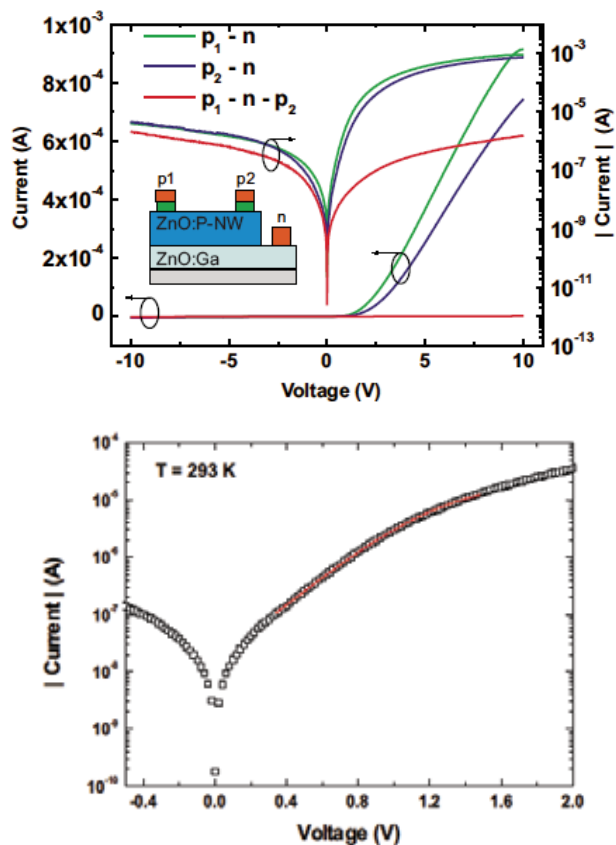 1x10⁻³
8x10⁻⁴
6x10⁻⁴
4x10⁻⁴
2x10⁻⁴
0
Current (A)
p₁ - n
p₂ - n
p₁ - n - p₂
p1
p2
n
ZnO:P-NW
ZnO:Ga
10⁻³
10⁻⁵
10⁻⁷
10⁻⁹
10⁻¹¹
10⁻¹³
| Current | (A)
-10
-5
0
5
10
Voltage (V)
10⁻⁴
10⁻⁵
10⁻⁶
10⁻⁷
10⁻⁸
10⁻⁹
10⁻¹⁰
| Current | (A)
T = 293 K
-0.4
0.0
0.4
0.8
1.2
1.6
2.0
Voltage (V)